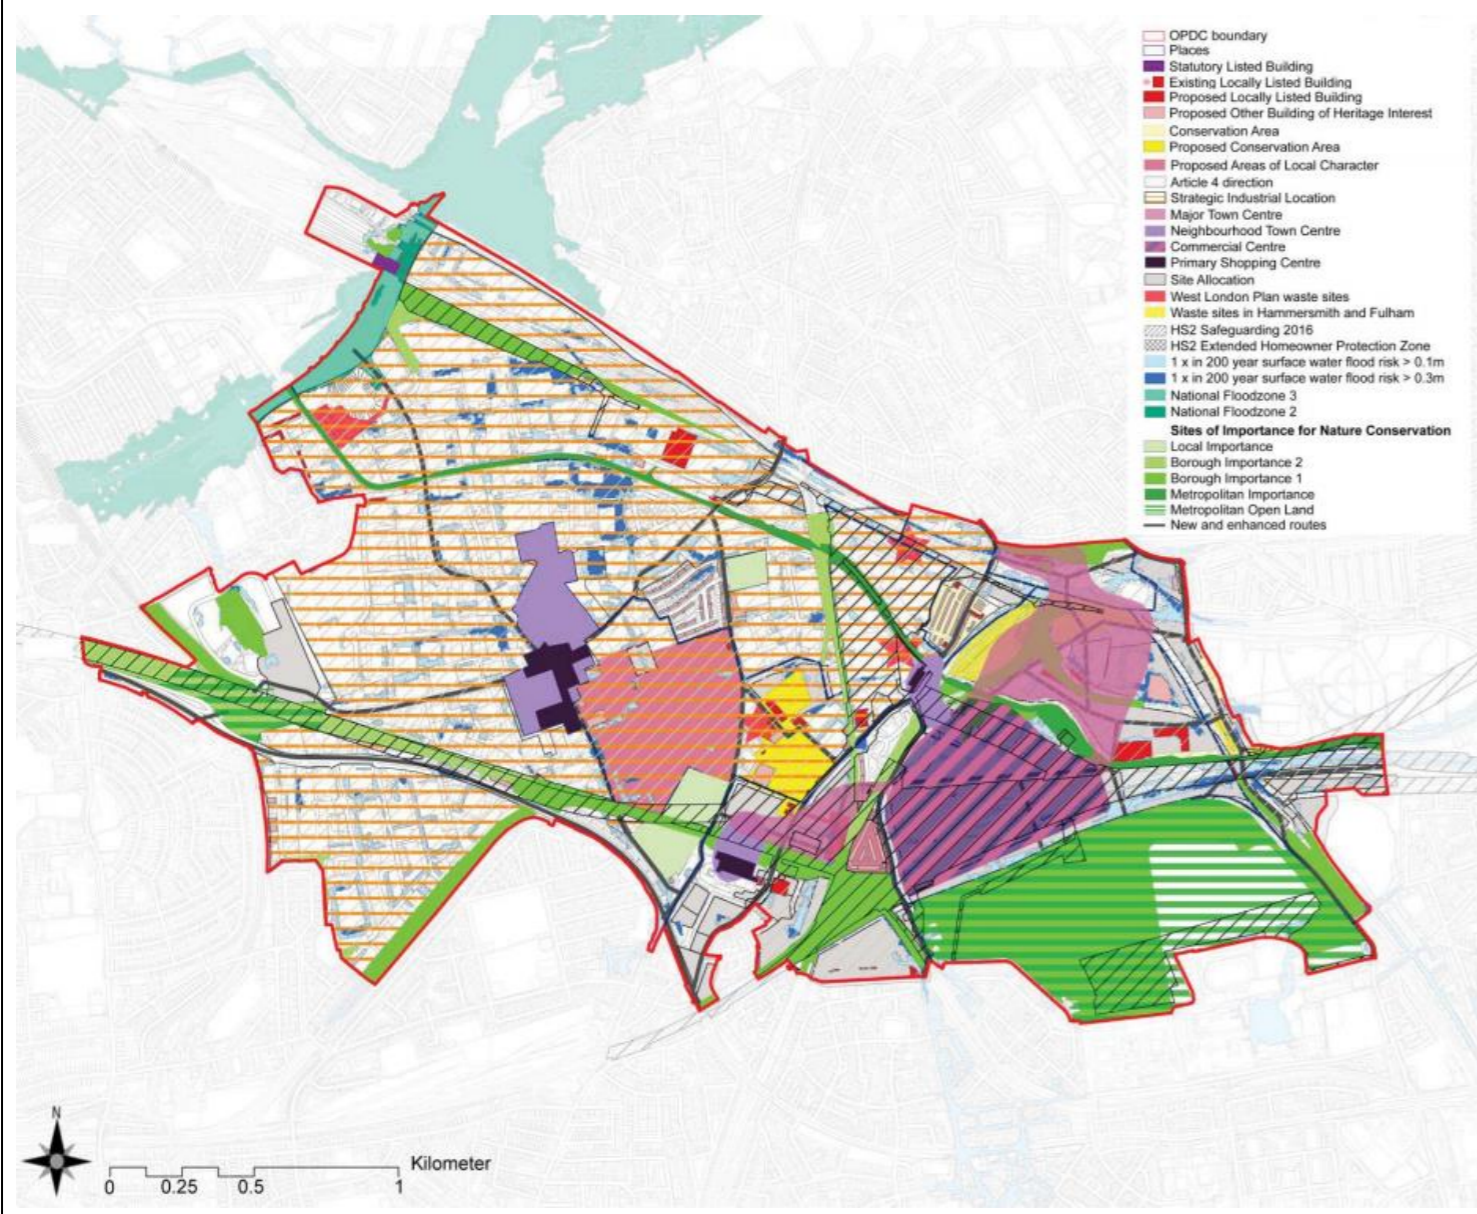 OPDC boundary
Places
Statutory Listed Building
Existing Locally Listed Building
Proposed Locally Listed Building
Proposed Other Building of Heritage Interest
Conservation Area
Proposed Conservation Area
Proposed Areas of Local Character
Article 4 direction
Strategic Industrial Location
Major Town Centre
Neighbourhood Town Centre
Commercial Centre
Primary Shopping Centre
Site Allocation
West London Plan waste sites
Waste sites in Hammersmith and Fulham
HS2 Safeguarding 2016
HS2 Extended Homeowner Protection Zone
1 x in 200 year surface water flood risk > 0.1m
1 x in 200 year surface water flood risk > 0.3m
National Floodzone 3
National Floodzone 2
Sites of Importance for Nature Conservation
Local Importance
Borough Importance 2
Borough Importance 1
Metropolitan Importance
Metropolitan Open Land
New and enhanced routes
N
Kilometer
0 0.25 0.5 1